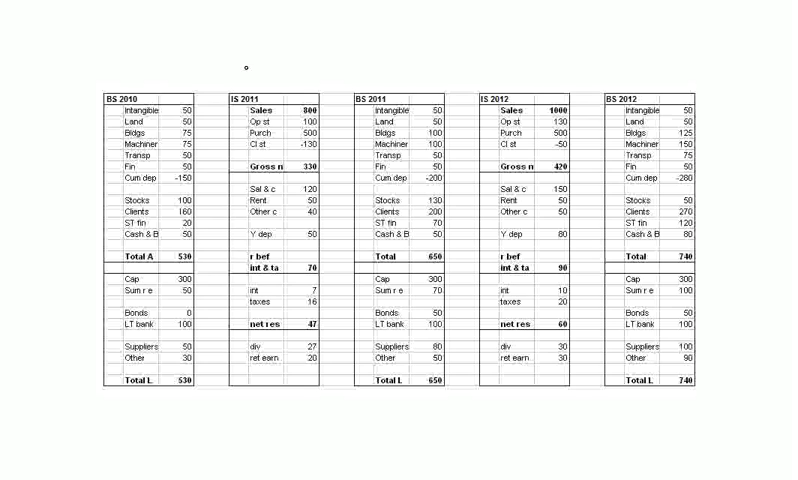 BS 2010 IS 2011 BS 2011 IS 2012 BS 2012
Intangible 50 Sales 800 Intangible 50 Sales 1000 Intangible 50
Land 50 Op st 100 Land 50 Op st 130 Land 50
Bldgs 75 Purch 500 Bldgs 100 Purch 500 Bldgs 125
Machiner 75 Cl st -130 Machiner 100 Cl st -50 Machiner 150
Transp 50 Transp 50 Transp 75
Fin 50 Gross n 330 Fin 50 Gross n 420 Fin 50
Cum dep -150 Cum dep -200 Cum dep -280
Sal & c 120 Sal & c 150
Stocks 100 Rent 50 Stocks 130 Rent 50 Stocks 50
Clients 160 Other c 40 Clients 200 Other c 50 Clients 270
ST fin 20 ST fin 70 ST fin 20
Cash & B 50 Y dep 50 Cash & B 50 Y dep 80 Cash & B 80
Total A 530 r bef Total 650 r bef Total 740
int & ta 70 int & ta 90
Cap 300 Cap 300 Cap 300
Sum r e 50 int 7 Sum r e 70 int 10 Sum r e 100
taxes 16 taxes 20
Bonds 0 Bonds 50 Bonds 50
LT bank 100 net res 47 LT bank 100 net res 60 LT bank 100
Suppliers 50 div 27 Suppliers 80 div 30 Suppliers 100
Other 30 ret earn 20 Other 50 ret earn 30 Other 90
Total L 530 Total L 650 Total L 740